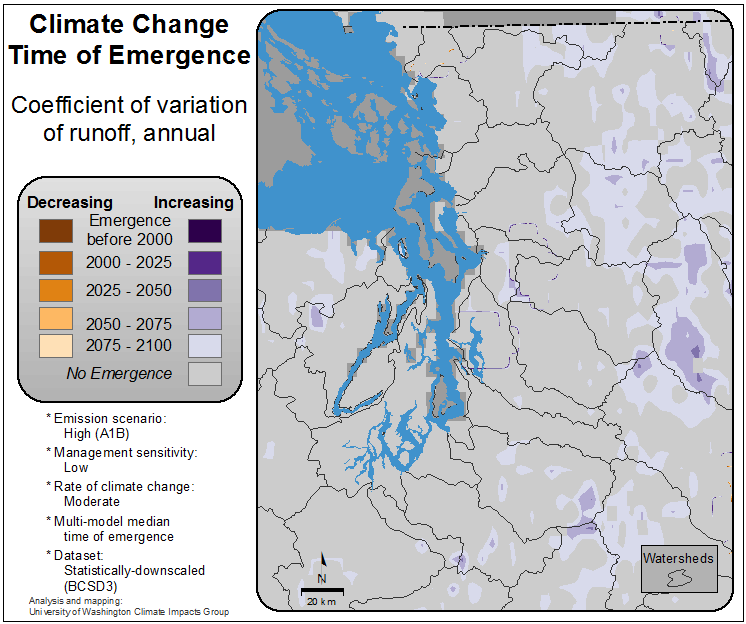 Climate Change
Time of Emergence
Coefficient of variation
of runoff, annual
Decreasing Increasing
Emergence
before 2000
2000 - 2025
2025 - 2050
2050 - 2075
2075 - 2100
No Emergence
* Emission scenario:
High (A1B)
* Management sensitivity:
Low
* Rate of climate change:
Moderate
* Multi-model median
time of emergence
* Dataset:
Statistically-downscaled
(BCSD3)
Analysis and mapping:
University of Washington Climate Impacts Group
N
20 km
Watersheds